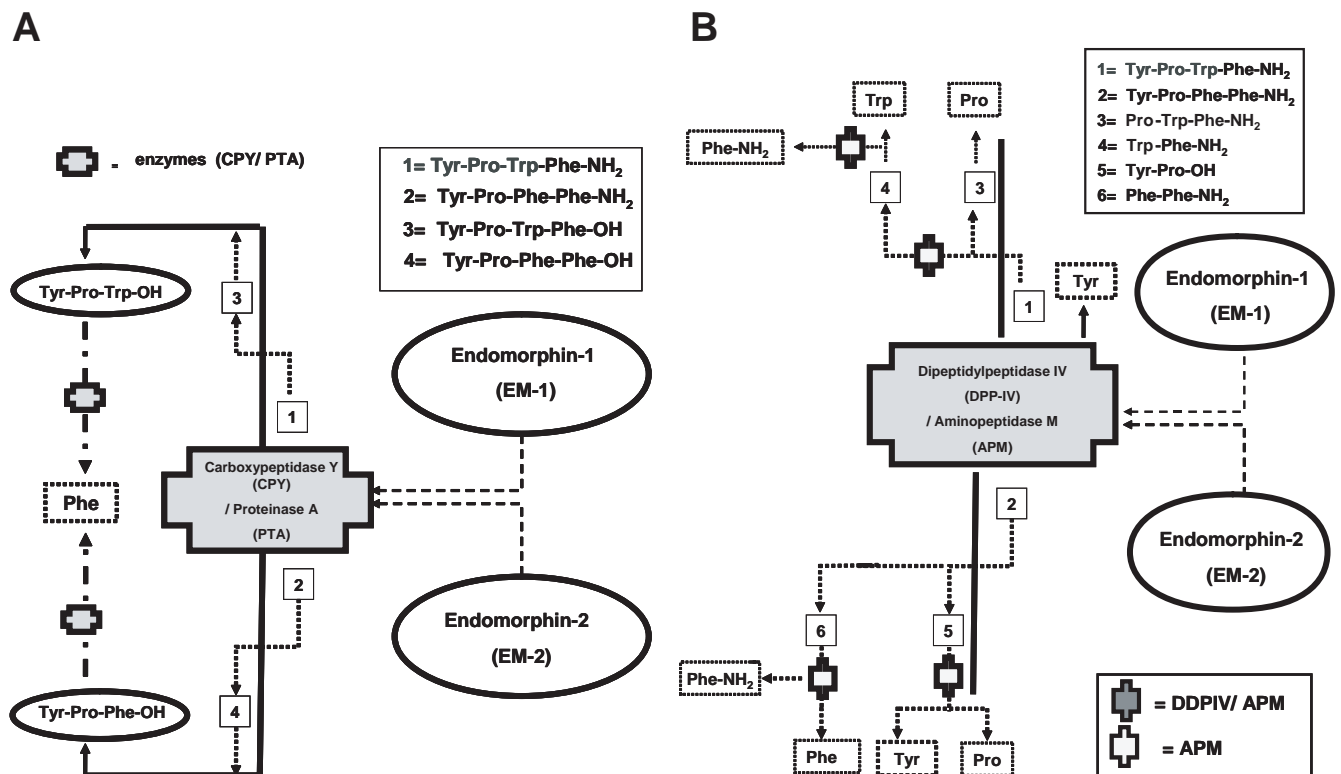 A
- enzymes (CPY/ PTA)
1= Tyr-Pro-Trp-Phe-NH2
2= Tyr-Pro-Phe-Phe-NH2
3= Tyr-Pro-Trp-Phe-OH
4= Tyr-Pro-Phe-Phe-OH
Tyr-Pro-Trp-OH
3
1
Endomorphin-1
(EM-1)
Phe
Carboxypeptidase Y
(CPY)
/ Proteinase A
(PTA)
2
Endomorphin-2
(EM-2)
4
Tyr-Pro-Phe-OH
B
1= Tyr-Pro-Trp-Phe-NH2
2= Tyr-Pro-Phe-Phe-NH2
3= Pro-Trp-Phe-NH2
4= Trp-Phe-NH2
5= Tyr-Pro-OH
6= Phe-Phe-NH2
Trp
Pro
Phe-NH2
4
3
Tyr
1
Endomorphin-1
(EM-1)
Dipeptidylpeptidase IV
(DPP-IV)
/ Aminopeptidase M
(APM)
2
Endomorphin-2
(EM-2)
6
5
Phe-NH2
Phe
Tyr
Pro
= DDPIV/ APM
= APM